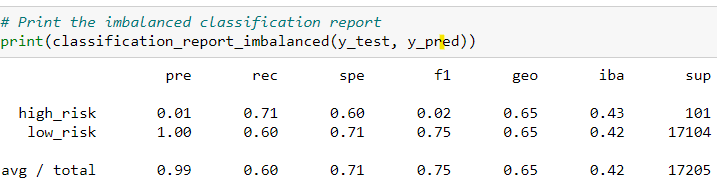 # Print the imbalanced classification report
print(classification_report_imbalanced(y_test, y_pred))
pre rec spe f1 geo iba sup
high_risk 0.01 0.71 0.60 0.02 0.65 0.43 101
low_risk 1.00 0.60 0.71 0.75 0.65 0.42 17104
avg / total 0.99 0.60 0.71 0.75 0.65 0.42 17205